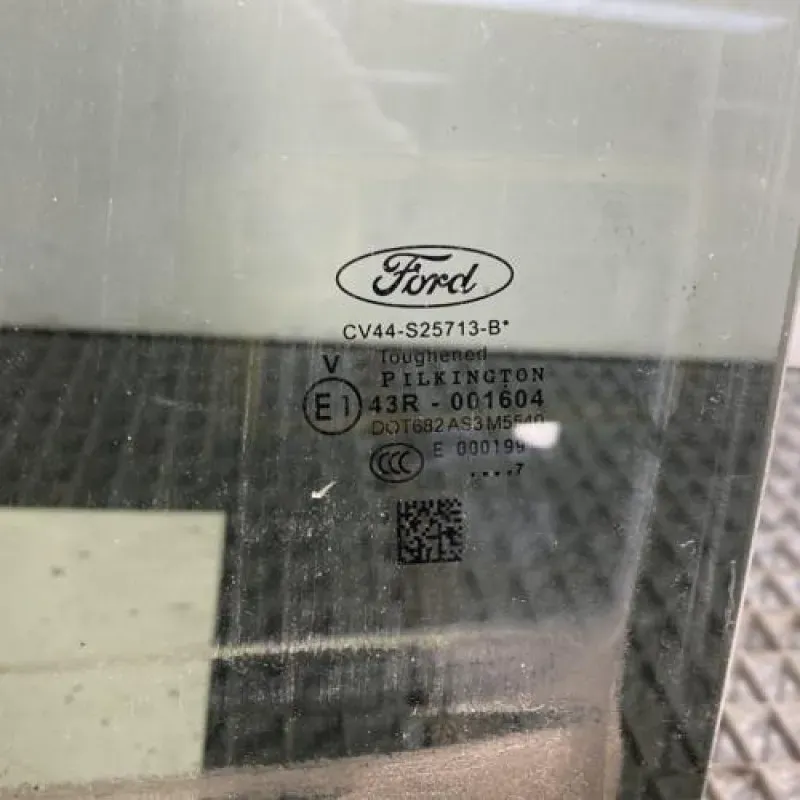 Ford
CV44-S25713-B*
V Toughened
PILKINGTON
E1 43R - 001604
DOT682 AS3 M5540
CCC E 000199
....7